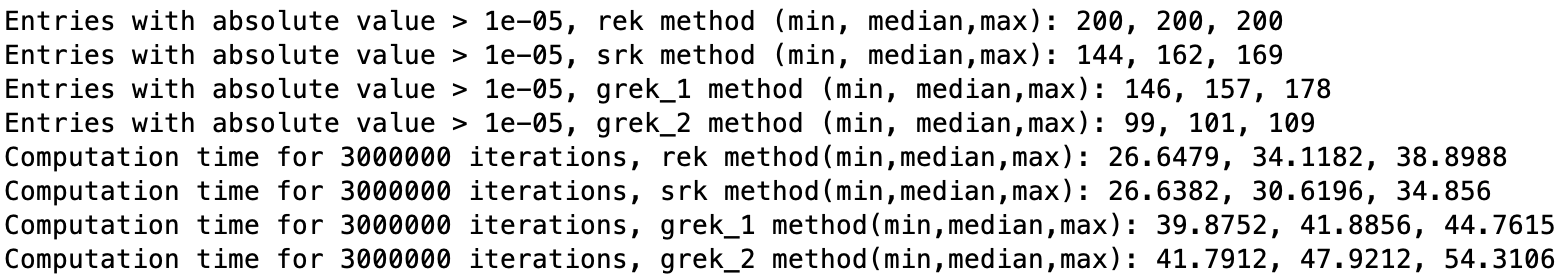 Entries with absolute value > 1e-05, rek method (min, median,max): 200, 200, 200
Entries with absolute value > 1e-05, srk method (min, median,max): 144, 162, 169
Entries with absolute value > 1e-05, grek_1 method (min, median,max): 146, 157, 178
Entries with absolute value > 1e-05, grek_2 method (min, median,max): 99, 101, 109
Computation time for 3000000 iterations, rek method(min,median,max): 26.6479, 34.1182, 38.8988
Computation time for 3000000 iterations, srk method(min,median,max): 26.6382, 30.6196, 34.856
Computation time for 3000000 iterations, grek_1 method(min,median,max): 39.8752, 41.8856, 44.7615
Computation time for 3000000 iterations, grek_2 method(min,median,max): 41.7912, 47.9212, 54.3106